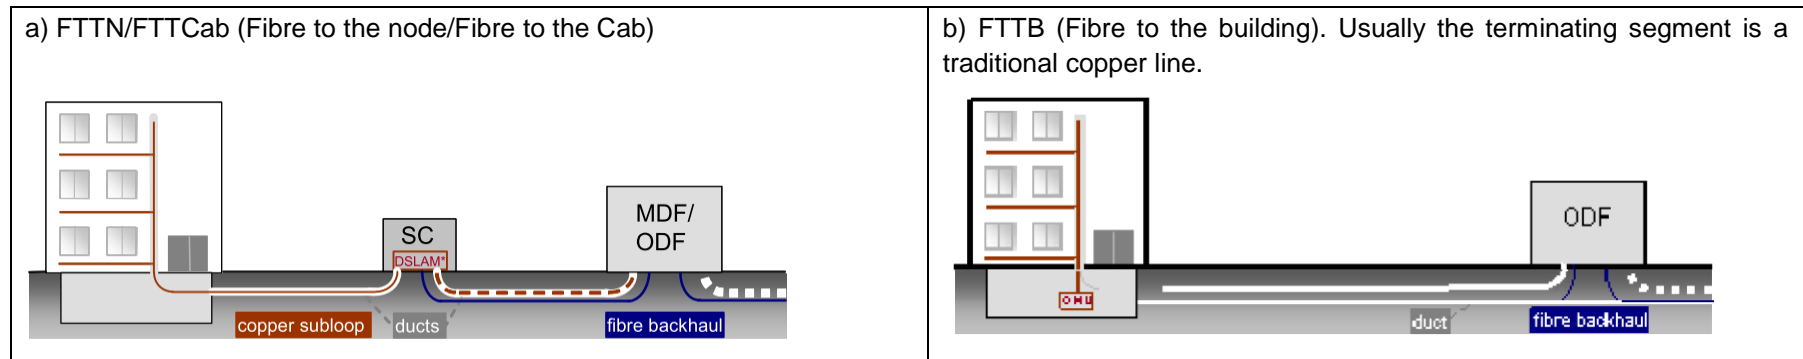 a) FTTN/FTTCab (Fibre to the node/Fibre to the Cab)
SC
DSLAM*
MDF/
ODF
copper subloop
ducts
fibre backhaul
b) FTTB (Fibre to the building). Usually the terminating segment is a
traditional copper line.
ODF
ONU
duct
fibre backhaul